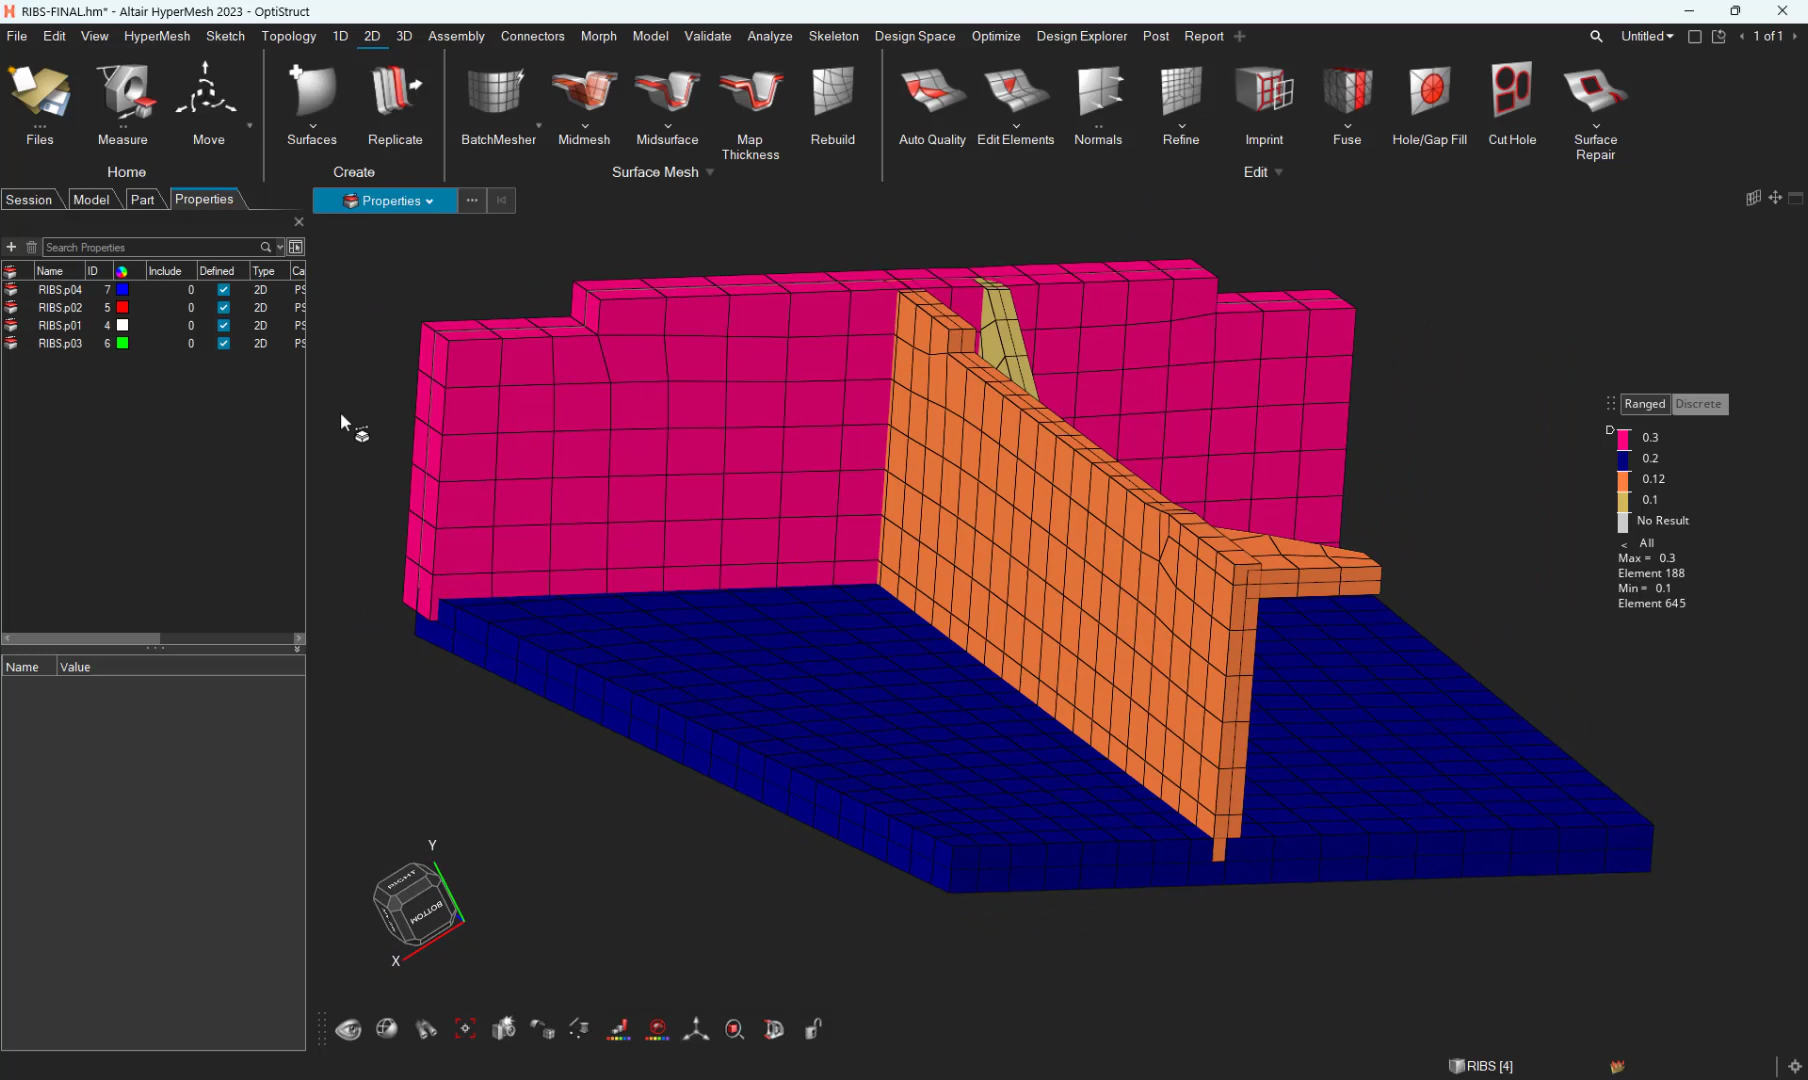 RIBS-FINAL.hm* - Altair HyperMesh 2023 - OptiStruct
File Edit View HyperMesh Sketch Topology 1D 2D 3D Assembly Connectors Morph Model Validate Analyze Skeleton Design Space Optimize Design Explorer Post Report + Untitled 1 of 1
Files Measure Move Surfaces Replicate BatchMesher Midmesh Midsurface Map Thickness Rebuild Auto Quality Edit Elements Normals Refine Imprint Fuse Hole/Gap Fill Cut Hole Surface Repair
Home Create Surface Mesh Edit
Session Model Part Properties
Properties
Search Properties
Name ID Include Defined Type Ca
RIBS.p04 7 0 2D PS
RIBS.p02 5 0 2D PS
RIBS.p01 4 0 2D PS
RIBS.p03 6 0 2D PS
Name Value
Ranged Discrete
D
0.3
0.2
0.12
0.1
No Result
< All
Max = 0.3
Element 188
Min = 0.1
Element 645
Y
RIGHT
BOTTOM
X
RIBS [4]